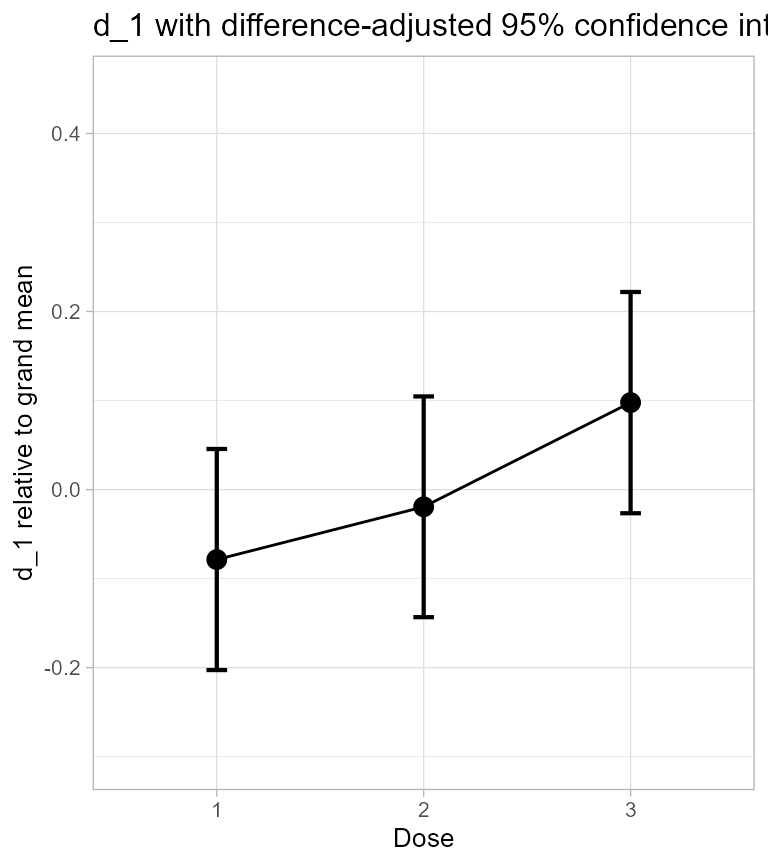 d_1 with difference-adjusted 95% confidence int
0.4
0.2
0.0
-0.2
d_1 relative to grand mean
1 2 3
Dose